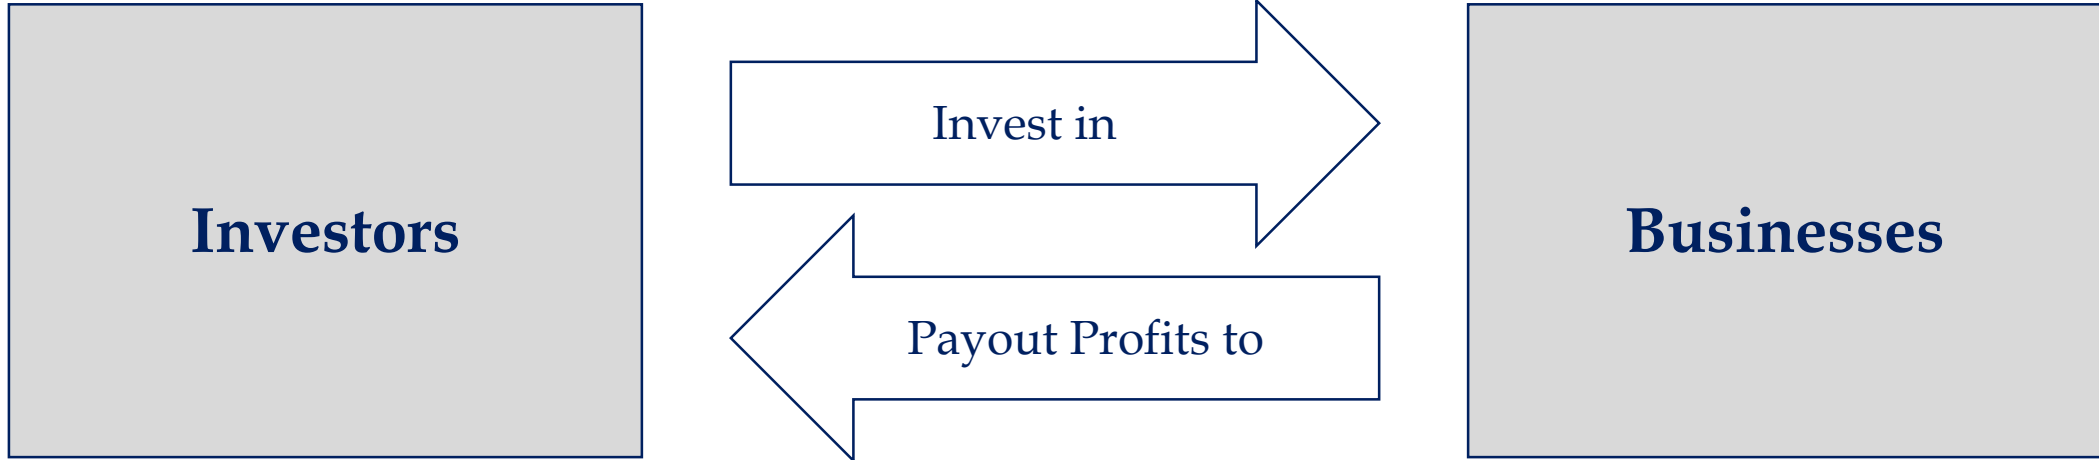 Investors
Invest in
Payout Profits to
Businesses